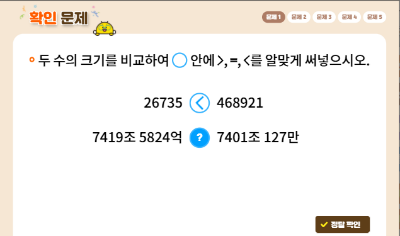 확인 문제
문제 1 문제 2 문제 3 문제 4 문제 5
두 수의 크기를 비교하여 ○ 안에 >, =, <를 알맞게 써넣으시오.
26735 < 468921
7419조 5824억 ? 7401조 127만
정답 확인